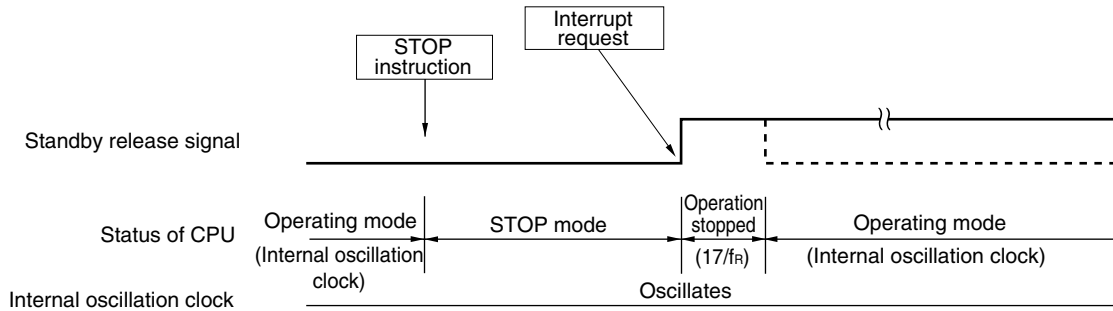 Interrupt
request
STOP
instruction
Standby release signal
Status of CPU
Operating mode
(Internal oscillation
clock)
STOP mode
Operation
stopped
(17/fR)
Operating mode
(Internal oscillation clock)
Internal oscillation clock
Oscillates